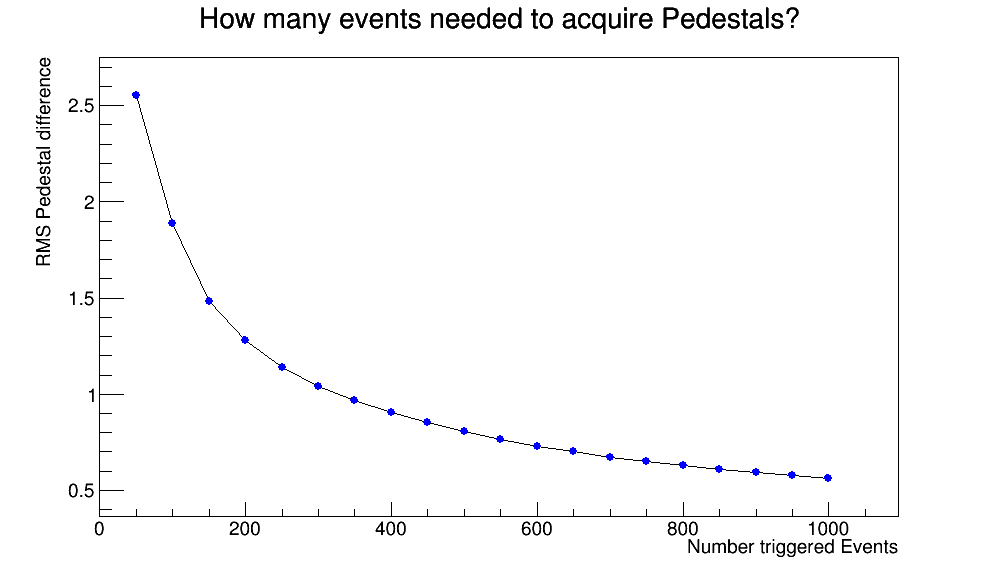 How many events needed to acquire Pedestals?
RMS Pedestal difference
2.5
2
1.5
1
0.5
0 200 400 600 800 1000
Number triggered Events